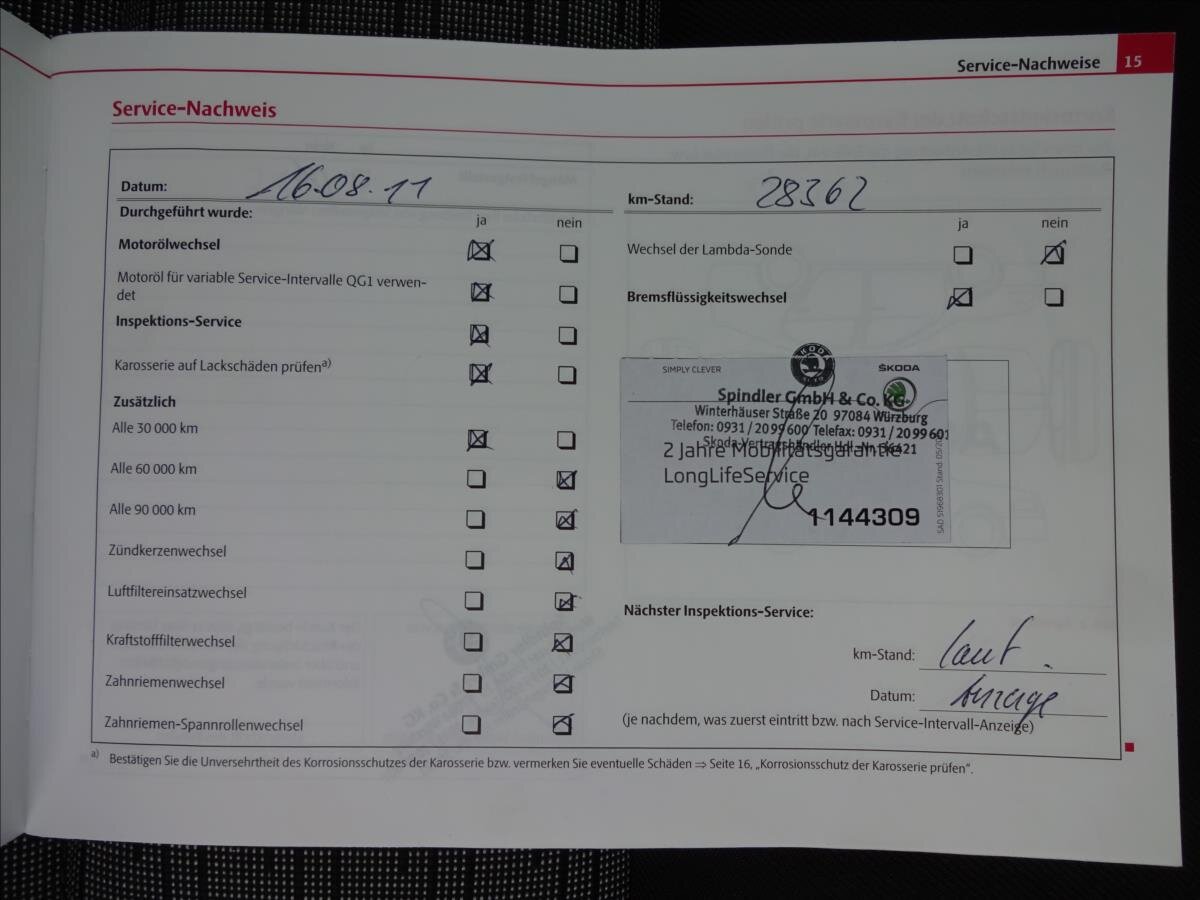 Service-Nachweise 15
Service-Nachweis
Datum: 16.08.11
km-Stand: 28362
Durchgeführt wurde: ja nein
ja nein
Motorölwechsel
Motoröl für variable Service-Intervalle QG1 verwen-
det
Inspektions-Service
Karosserie auf Lackschäden prüfen a)
Zusätzlich
Alle 30 000 km
Alle 60 000 km
Alle 90 000 km
Zündkerzenwechsel
Luftfiltereinsatzwechsel
Kraftstofffilterwechsel
Zahnriemenwechsel
Zahnriemen-Spannrollenwechsel
Wechsel der Lambda-Sonde
Bremsflüssigkeitswechsel
SIMPLY CLEVER
SKODA
ŠKODA
Spindler GmbH & Co. KG
Winterhäuser Straße 20 97084 Würzburg
Telefon: 0931/2099600 Telefax: 0931/2099601
Skoda-Vertragshändler Hdl.-Nr.
2 Jahre Mobilitätsgarantie
LongLifeService
1144309
Nächster Inspektions-Service:
km-Stand: laut
Datum: Anzeige
(je nachdem, was zuerst eintritt bzw. nach Service-Intervall-Anzeige)
a) Bestätigen Sie die Unversehrtheit des Korrosionsschutzes der Karosserie bzw. vermerken Sie eventuelle Schäden ⇒ Seite 16, „Korrosionsschutz der Karosserie prüfen".